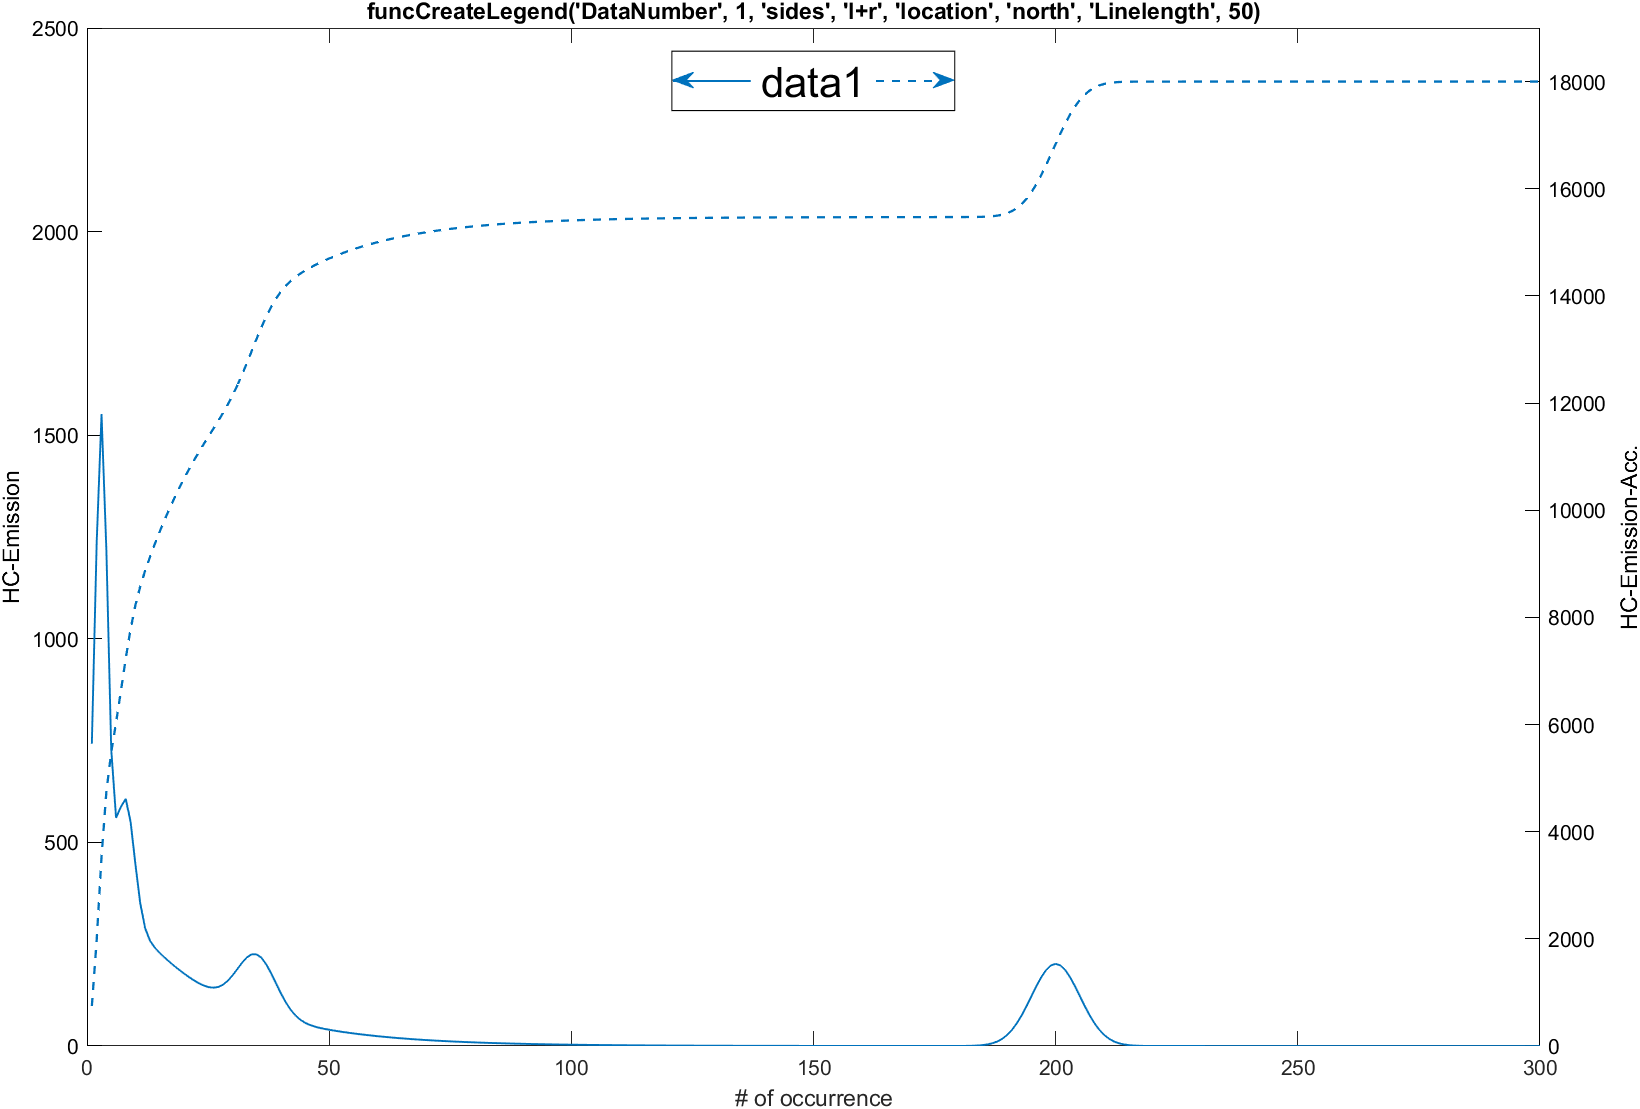 funcCreateLegend('DataNumber', 1, 'sides', 'l+r', 'location', 'north', 'Linelength', 50)
data1
2500
2000
1500
1000
500
0
HC-Emission
18000
16000
14000
12000
10000
8000
6000
4000
2000
0
HC-Emission-Acc.
0 50 100 150 200 250 300
# of occurrence